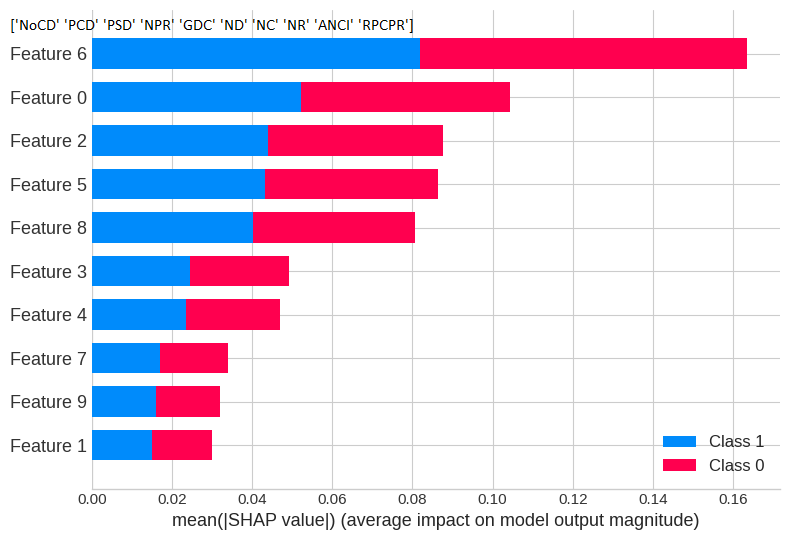 ['NoCD' 'PCD' 'PSD' 'NPR' 'GDC' 'ND' 'NC' 'NR' 'ANCI' 'RPCPR']
Feature 6
Feature 0
Feature 2
Feature 5
Feature 8
Feature 3
Feature 4
Feature 7
Feature 9
Feature 1
Class 1
Class 0
0.00 0.02 0.04 0.06 0.08 0.10 0.12 0.14 0.16
mean(|SHAP value|) (average impact on model output magnitude)